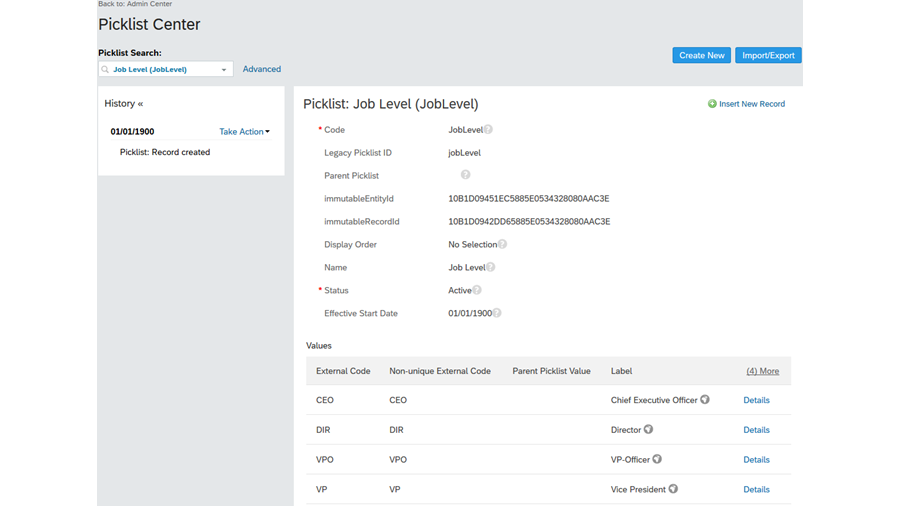 Back to: Admin Center
Picklist Center
Picklist Search:
Job Level (JobLevel)
Advanced
Create New
Import/Export
History «
01/01/1900
Take Action
Picklist: Record created
Picklist: Job Level (JobLevel)
Insert New Record
* Code JobLevel
Legacy Picklist ID jobLevel
Parent Picklist
immutableEntityId 10B1D09451EC5885E0534328080AAC3E
immutableRecordId 10B1D0942DD65885E0534328080AAC3E
Display Order No Selection
Name Job Level
* Status Active
Effective Start Date 01/01/1900
Values
External Code Non-unique External Code Parent Picklist Value Label (4) More
CEO CEO Chief Executive Officer Details
DIR DIR Director Details
VPO VPO VP-Officer Details
VP VP Vice President Details